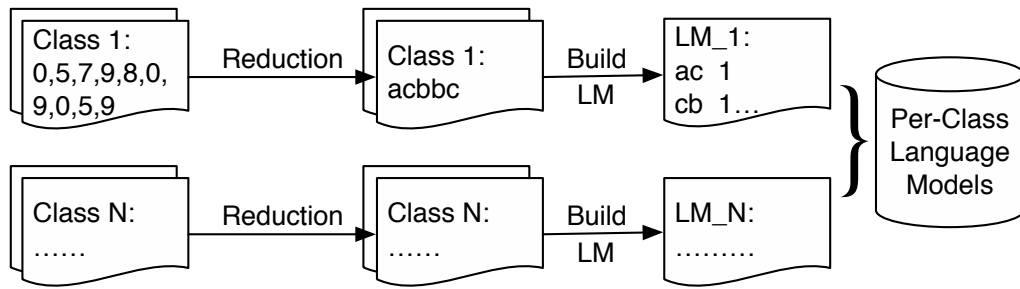 Class 1:
0,5,7,9,8,0,
9,0,5,9
Reduction
Class 1:
acbbc
Build
LM
LM_1:
ac 1
cb 1...
Per-Class
Language
Models
Class N:
......
Reduction
Class N:
......
Build
LM
LM_N:
.........